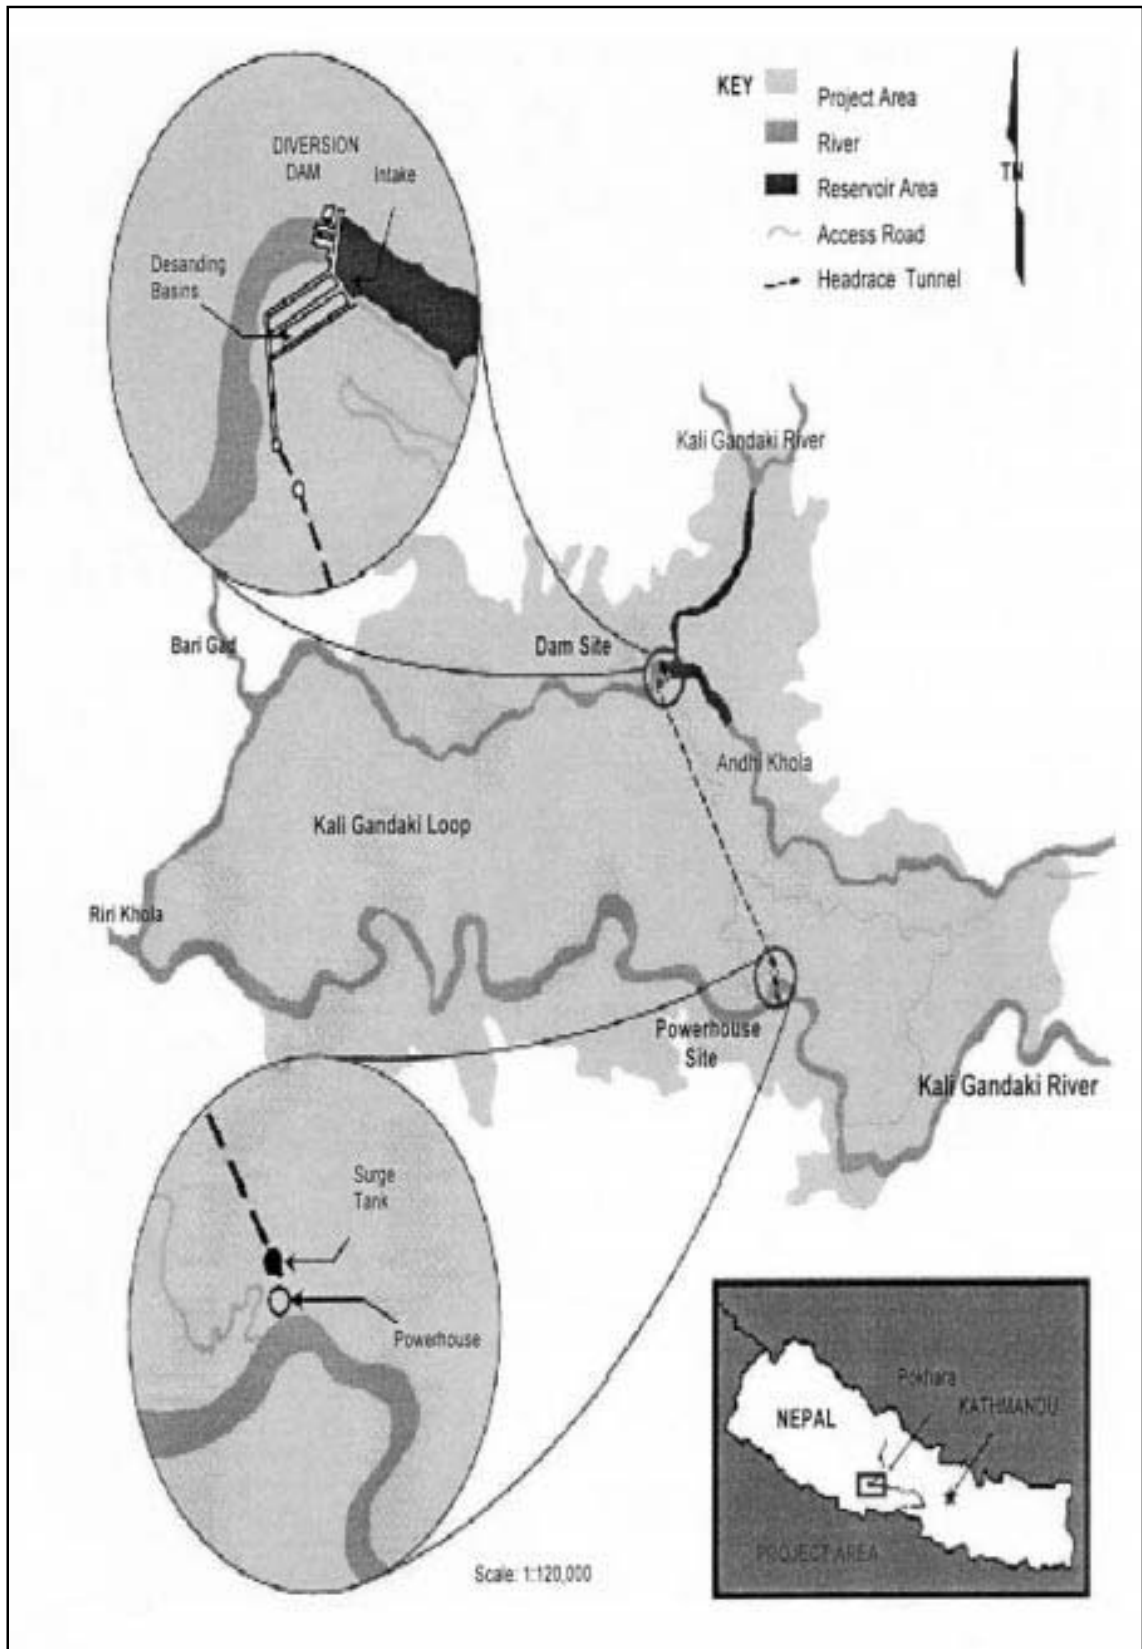 KEY
Project Area
River
Reservoir Area
Access Road
Headrace Tunnel
TN
DIVERSION
DAM
Intake
Desanding
Basins
Kali Gandaki River
Bari Gad
Dam Site
Andhi Khola
Kali Gandaki Loop
Riri Khola
Powerhouse
Site
Kali Gandaki River
Surge
Tank
Powerhouse
Pokhara
KATHMANDU
NEPAL
PROJECT AREA
Scale: 1:120,000